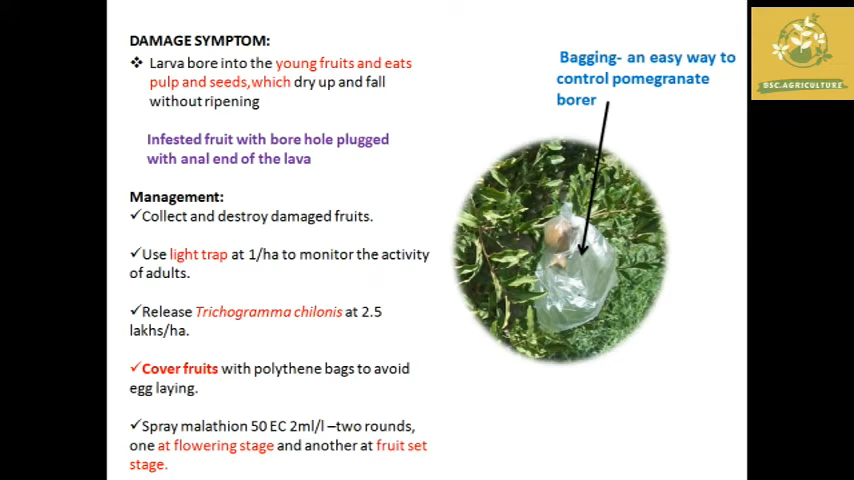 DAMAGE SYMPTOM:
❖ Larva bore into the young fruits and eats
pulp and seeds,which dry up and fall
without ripening
Infested fruit with bore hole plugged
with anal end of the lava
Management:
✓Collect and destroy damaged fruits.
✓Use light trap at 1/ha to monitor the activity
of adults.
✓Release Trichogramma chilonis at 2.5
lakhs/ha.
✓Cover fruits with polythene bags to avoid
egg laying.
✓Spray malathion 50 EC 2ml/l –two rounds,
one at flowering stage and another at fruit set
stage.
Bagging- an easy way to
control pomegranate
borer
BSC.AGRICULTURE